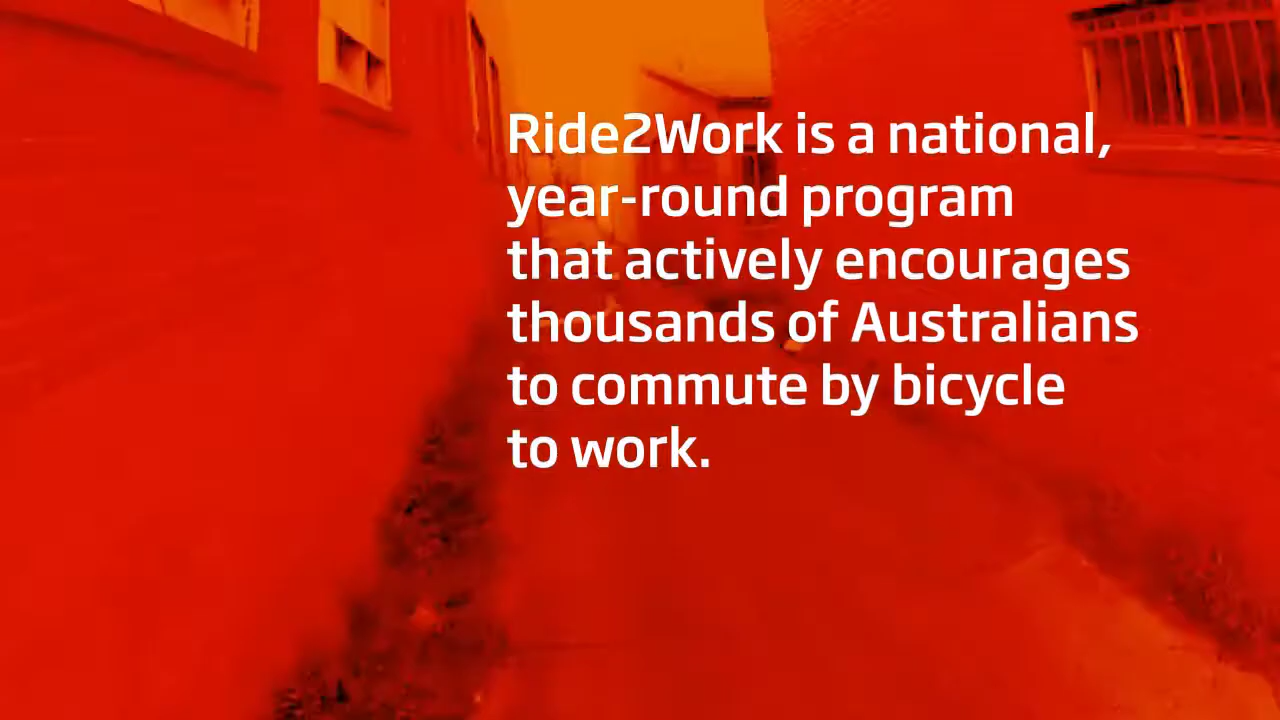 Ride2Work is a national,
year-round program
that actively encourages
thousands of Australians
to commute by bicycle
to work.